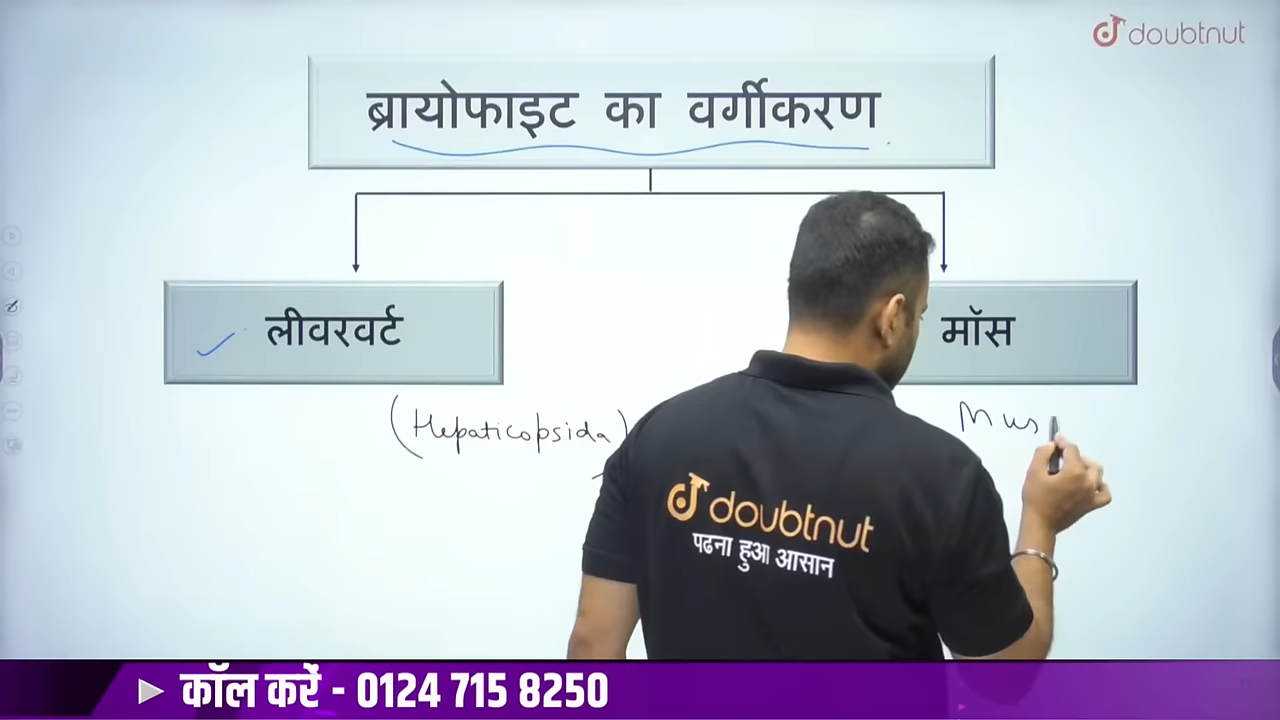 doubtnut
ब्रायोफाइट का वर्गीकरण
लीवरवर्ट
मॉस
(Hepaticopsida)
Mus
doubtnut
पढना हुआ आसान
कॉल करें - 0124 715 8250